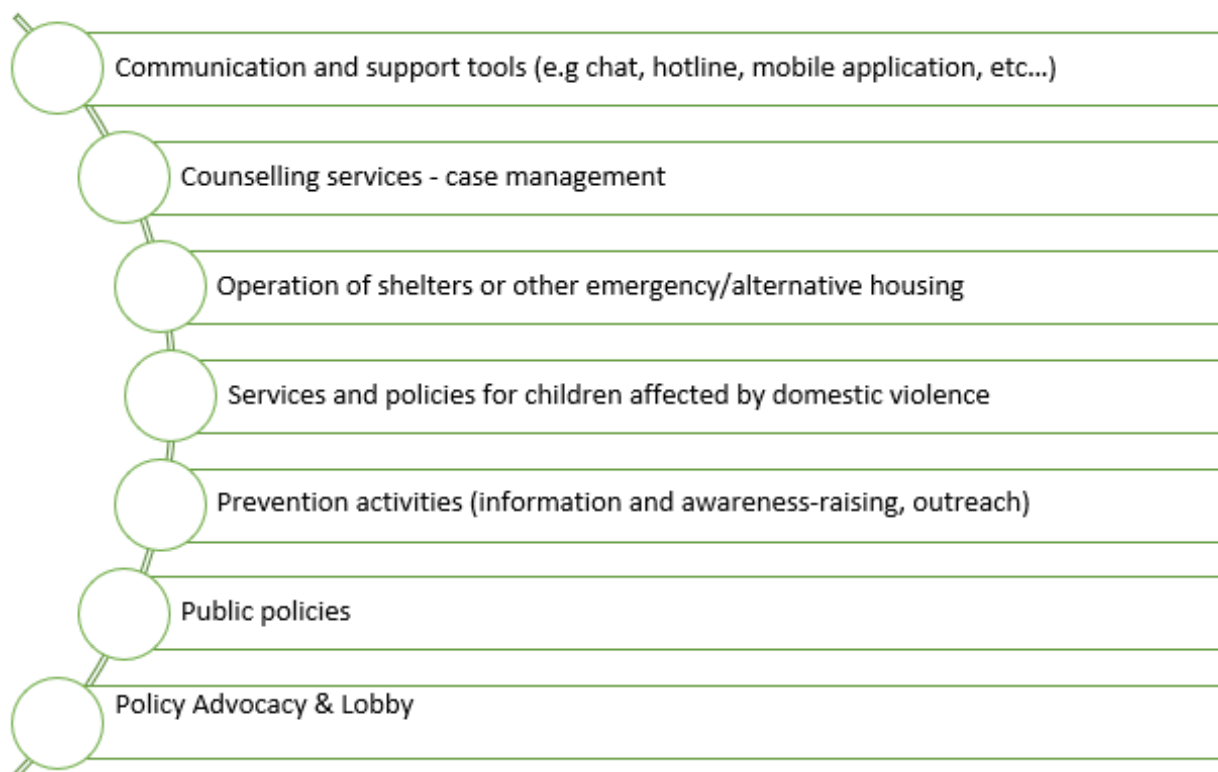 Communication and support tools (e.g chat, hotline, mobile application, etc...)
Counselling services - case management
Operation of shelters or other emergency/alternative housing
Services and policies for children affected by domestic violence
Prevention activities (information and awareness-raising, outreach)
Public policies
Policy Advocacy & Lobby